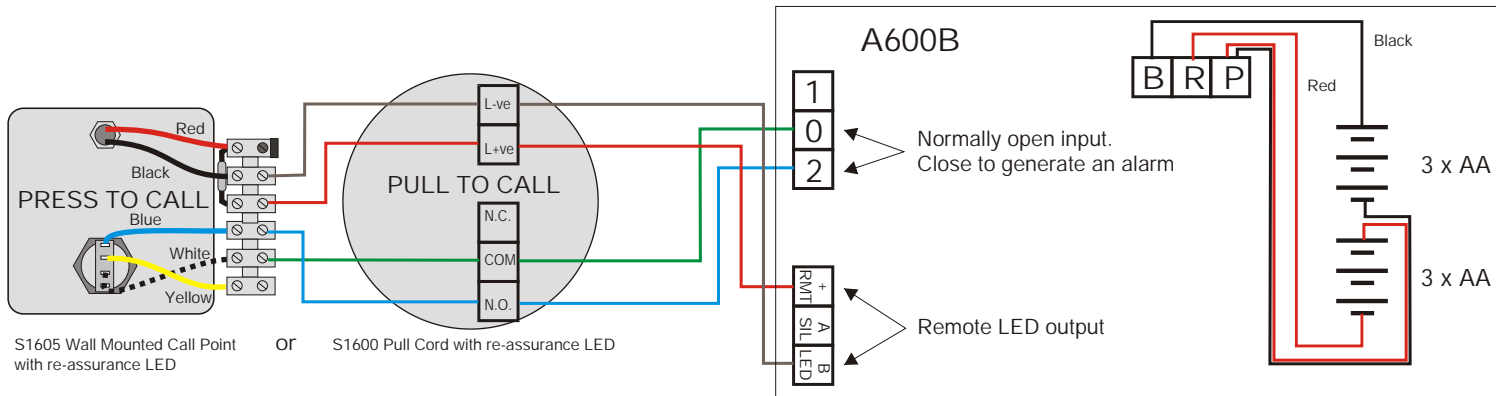 A600B
Black
B R P
Red
1
0
2
Normally open input.
Close to generate an alarm
3 x AA
3 x AA
L-ve
L+ve
PULL TO CALL
N.C.
COM
N.O.
Red
Black
PRESS TO CALL
Blue
White
Yellow
+ RMT
A SIL
B LED
Remote LED output
S1605 Wall Mounted Call Point
with re-assurance LED
or
S1600 Pull Cord with re-assurance LED